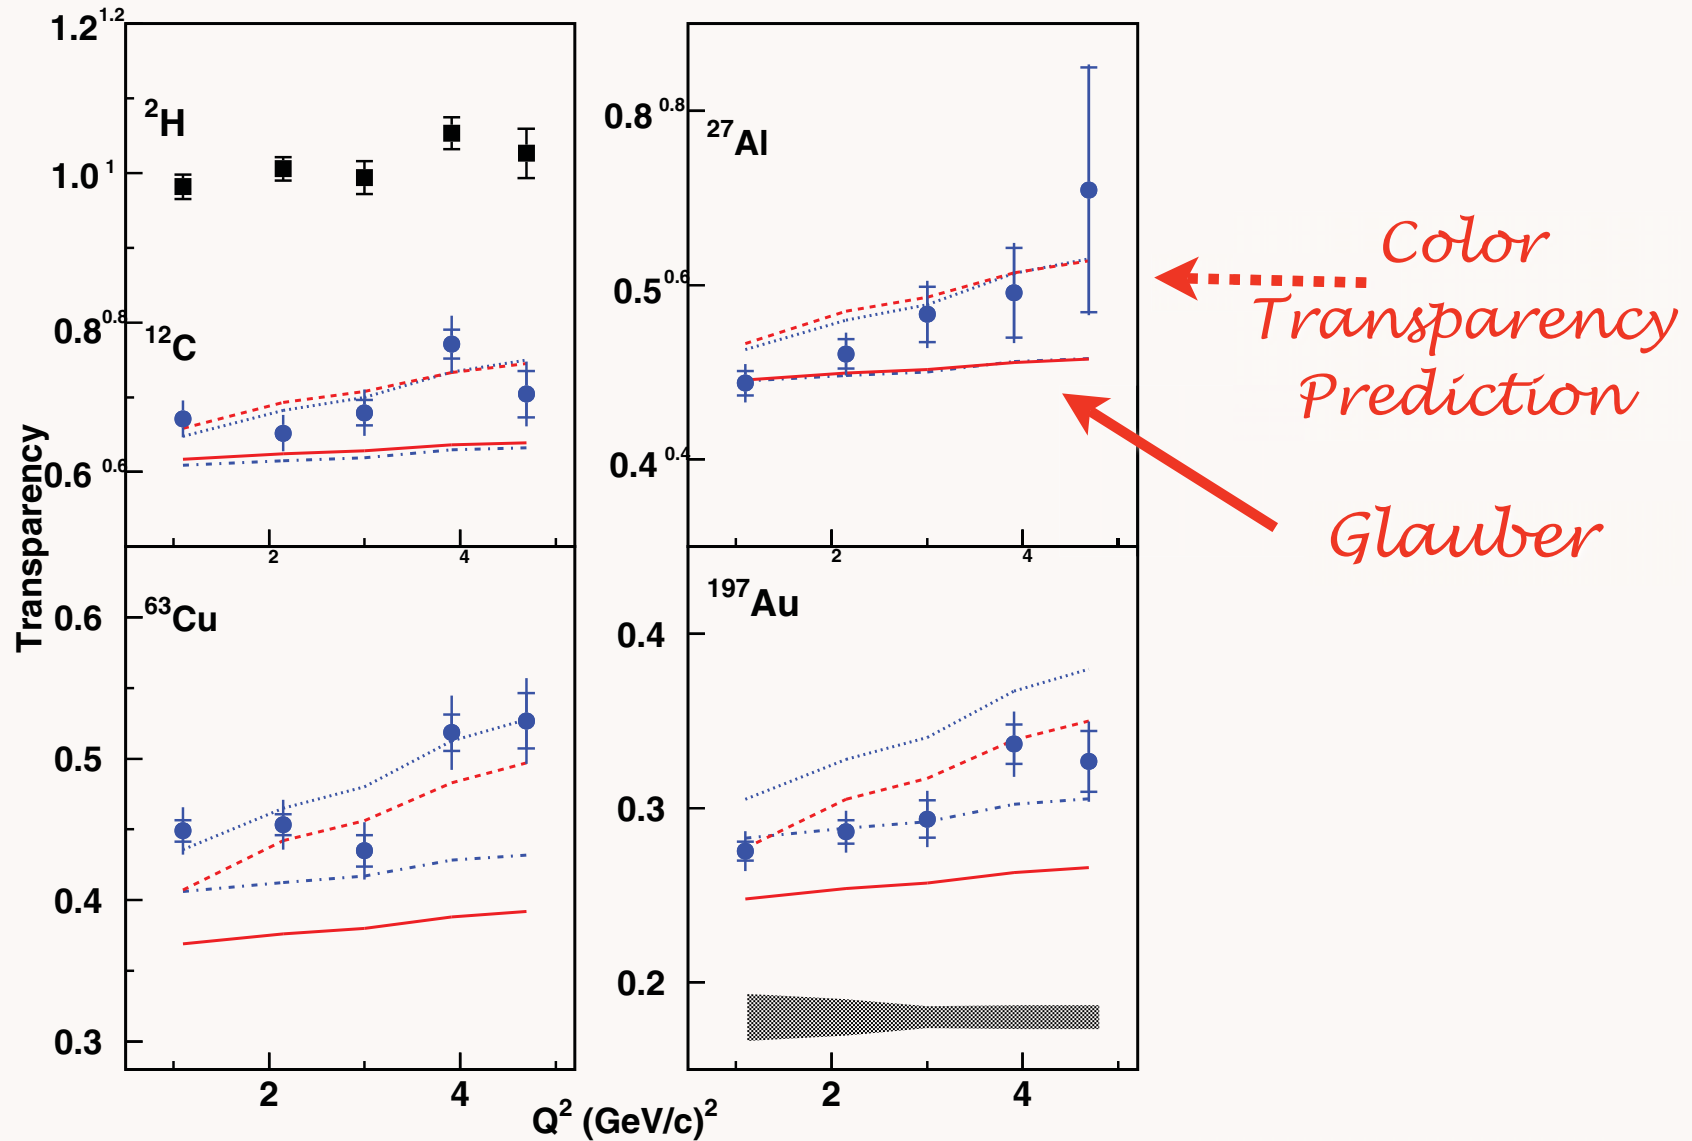 1.2 1.2
²H
1.0 1
0.8 0.8
¹²C
0.6 0.6
2 4
0.8 0.8
²⁷Al
0.5 0.6
0.4 0.4
2 4
Color
Transparency
Prediction
Glauber
Transparency
⁶³Cu
0.6
0.5
0.4
0.3
2 4
¹⁹⁷Au
0.4
0.3
0.2
2 4
Q² (GeV/c)²